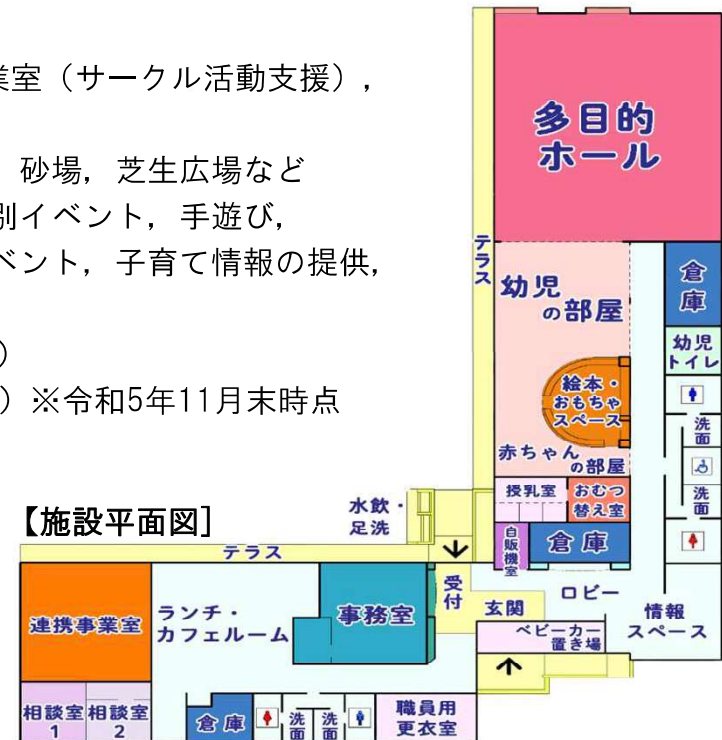 業室（サークル活動支援），
砂場，芝生広場など
別イベント，手遊び，
ベント，子育て情報の提供，
）
）※令和5年11月末時点
【施設平面図]
多目的
ホール
テラス
幼児
の部屋
倉庫
幼児
トイレ
絵本・
おもちゃ
スペース
洗面
赤ちゃん
の部屋
洗面
授乳室
おむつ
替え室
水飲・
足洗
自販機室
倉庫
テラス
受付
ロビー
玄関
情報
スペース
ベビーカー
置き場
連携事業室
ランチ・
カフェルーム
事務室
相談室
1
相談室
2
倉庫
洗面
洗面
職員用
更衣室